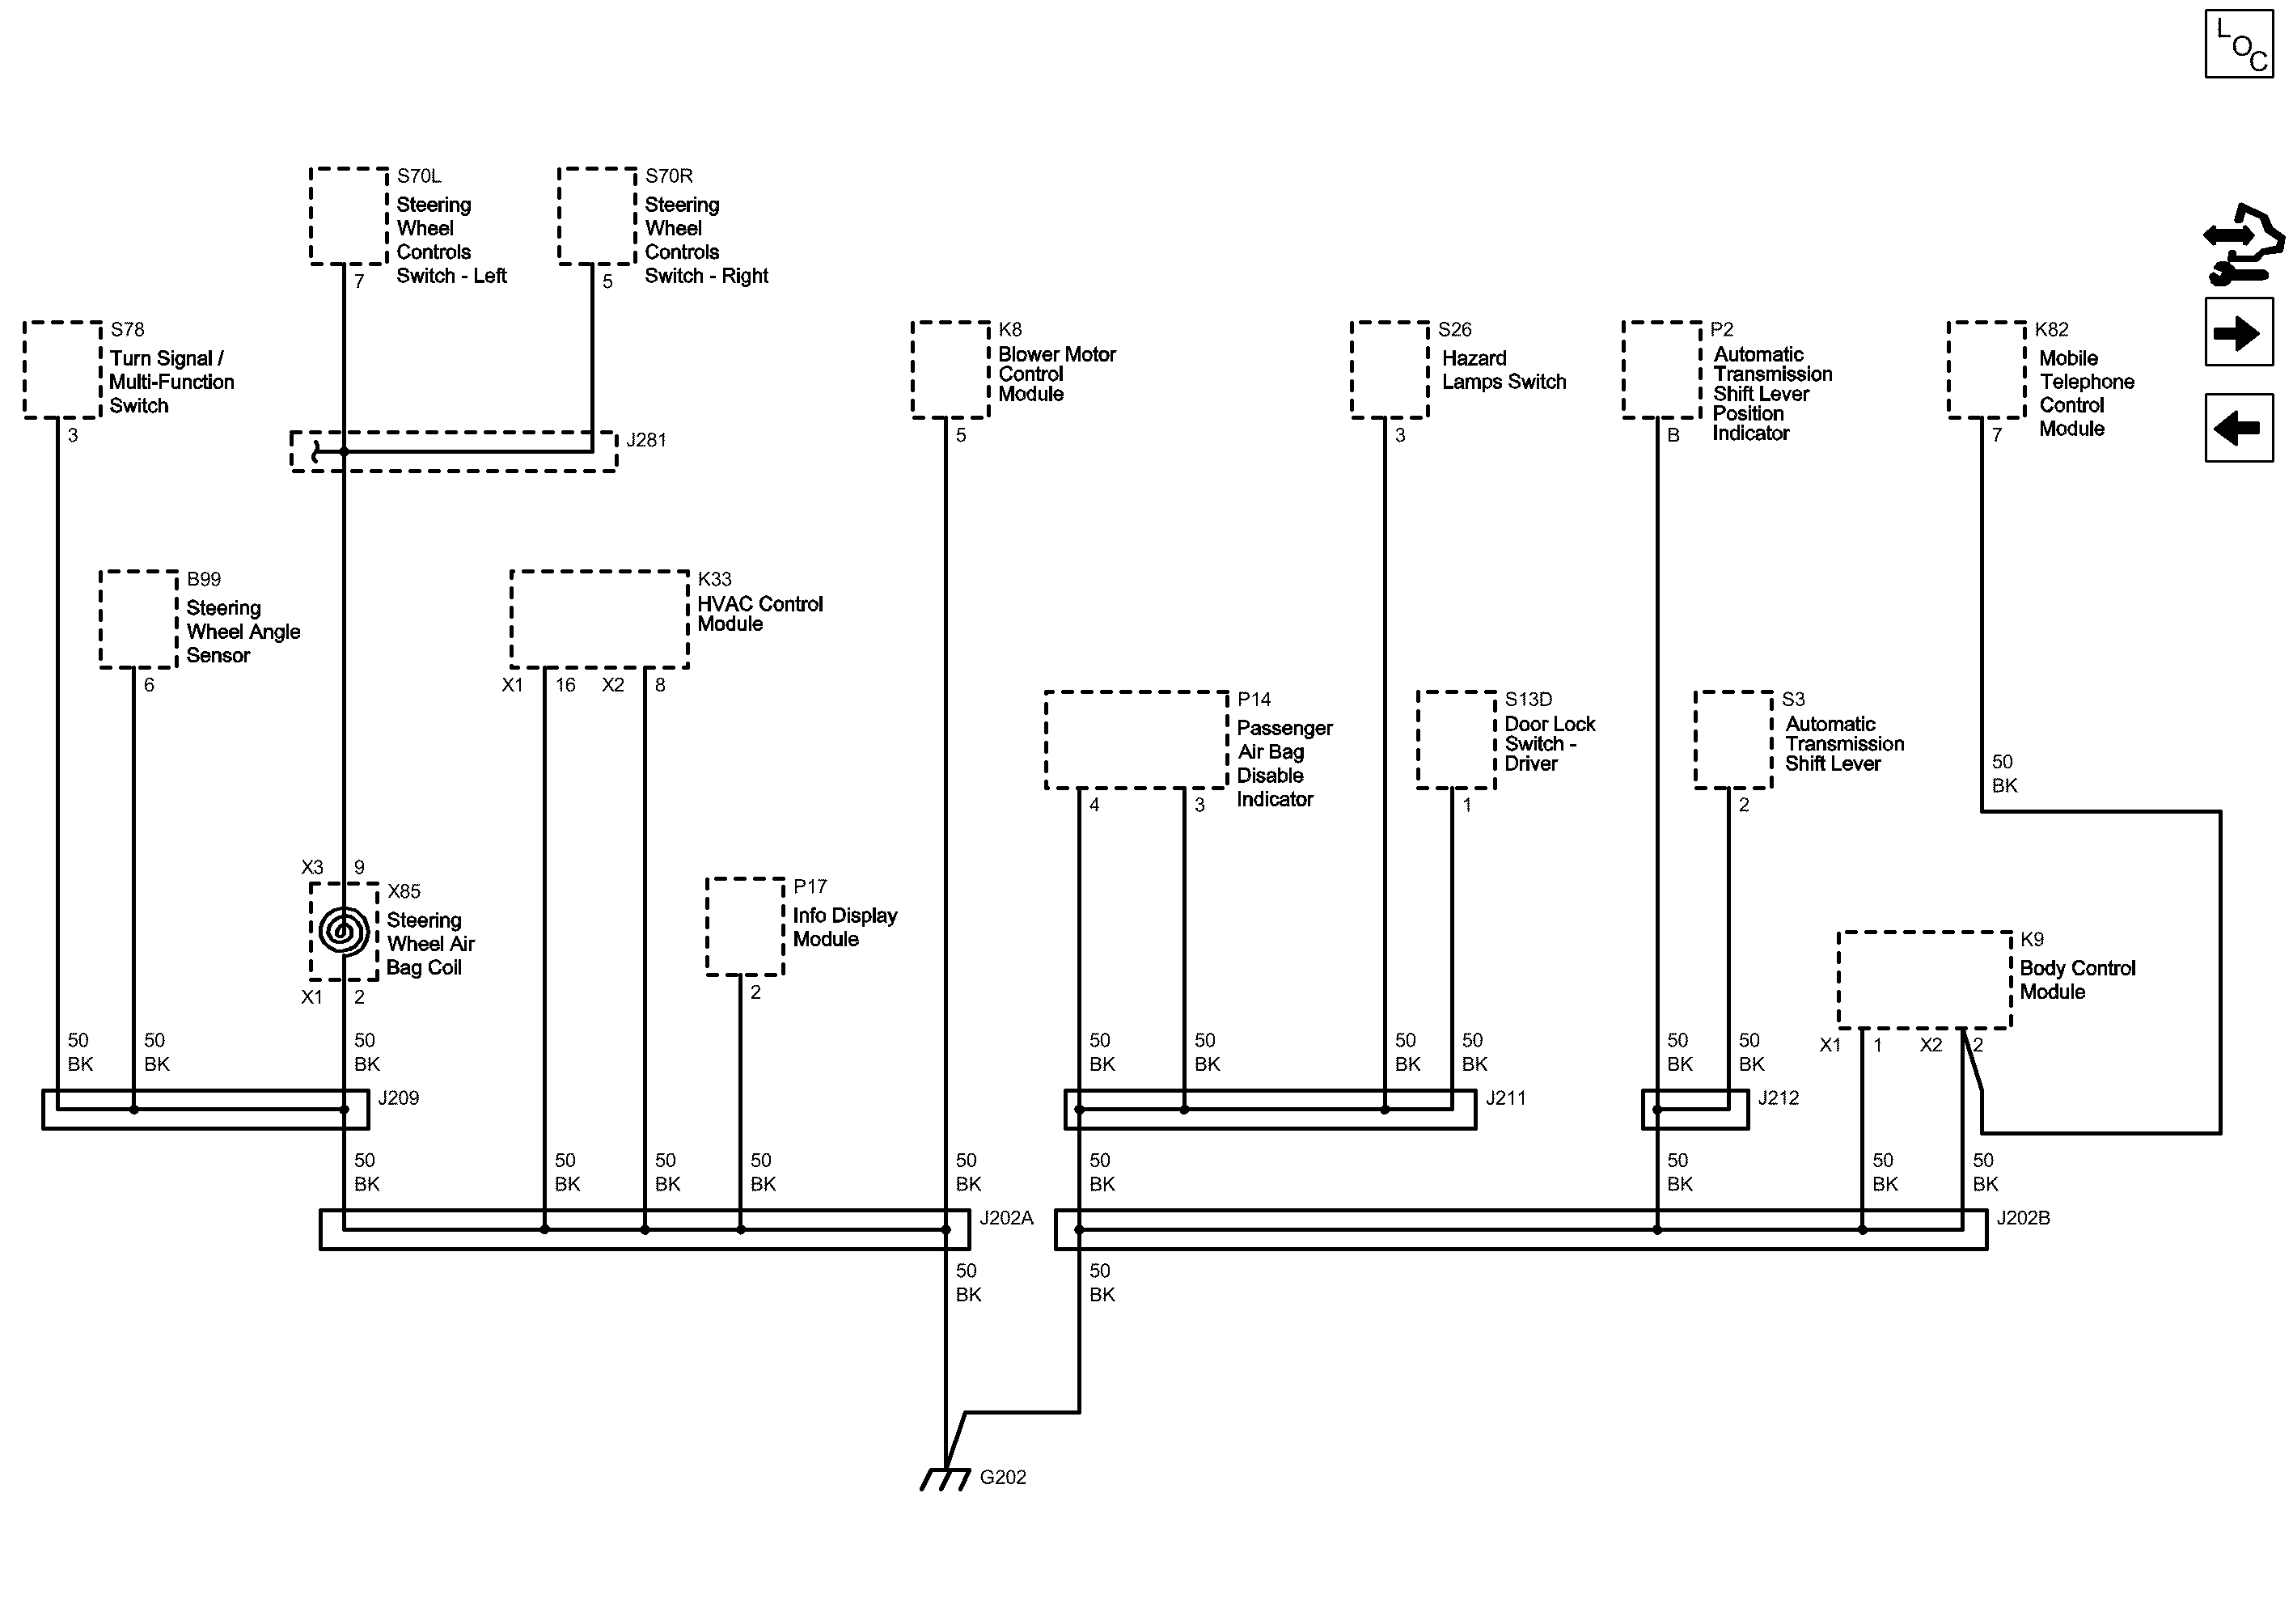 LOC
S70L
Steering
Wheel
Controls
Switch - Left
7
S70R
Steering
Wheel
Controls
Switch - Right
5
S78
Turn Signal /
Multi-Function
Switch
3
K8
Blower Motor
Control
Module
5
S26
Hazard
Lamps Switch
3
P2
Automatic
Transmission
Shift Lever
Position
Indicator
B
K82
Mobile
Telephone
Control
Module
7
J281
B99
Steering
Wheel Angle
Sensor
6
K33
HVAC Control
Module
X1 16 X2 8
P14
Passenger
Air Bag
Disable
Indicator
4 3
S13D
Door Lock
Switch -
Driver
1
S3
Automatic
Transmission
Shift Lever
2
50
BK
X3 9
X85
Steering
Wheel Air
Bag Coil
X1 2
P17
Info Display
Module
2
K9
Body Control
Module
X1 1 X2 2
50 50 50 50 50 50 50 50 50
BK BK BK BK BK BK BK BK BK
J209
J211
J212
50 50 50 50 50 50 50 50 50
BK BK BK BK BK BK BK BK BK
J202A
J202B
50 50
BK BK
G202